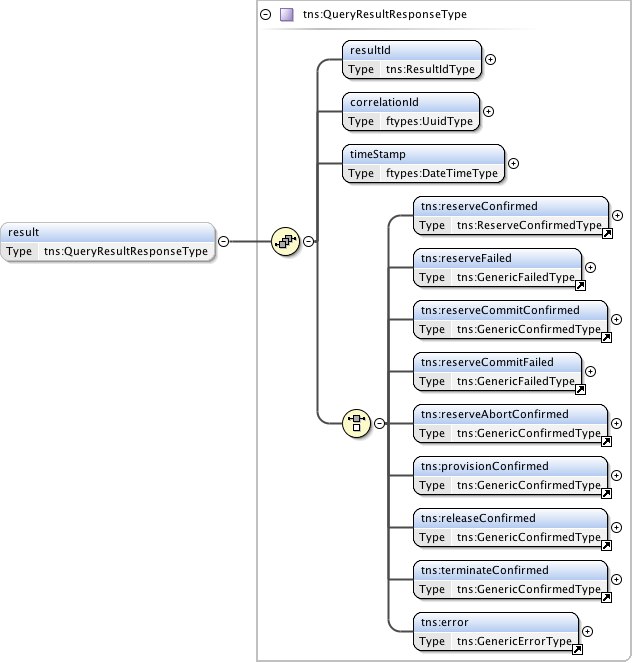 tns:QueryResultResponseType
resultId
Type tns:ResultIdType
correlationId
Type ftypes:UuidType
timeStamp
Type ftypes:DateTimeType
tns:reserveConfirmed
Type tns:ReserveConfirmedType
result
Type tns:QueryResultResponseType
tns:reserveFailed
Type tns:GenericFailedType
tns:reserveCommitConfirmed
Type tns:GenericConfirmedType
tns:reserveCommitFailed
Type tns:GenericFailedType
tns:reserveAbortConfirmed
Type tns:GenericConfirmedType
tns:provisionConfirmed
Type tns:GenericConfirmedType
tns:releaseConfirmed
Type tns:GenericConfirmedType
tns:terminateConfirmed
Type tns:GenericConfirmedType
tns:error
Type tns:GenericErrorType